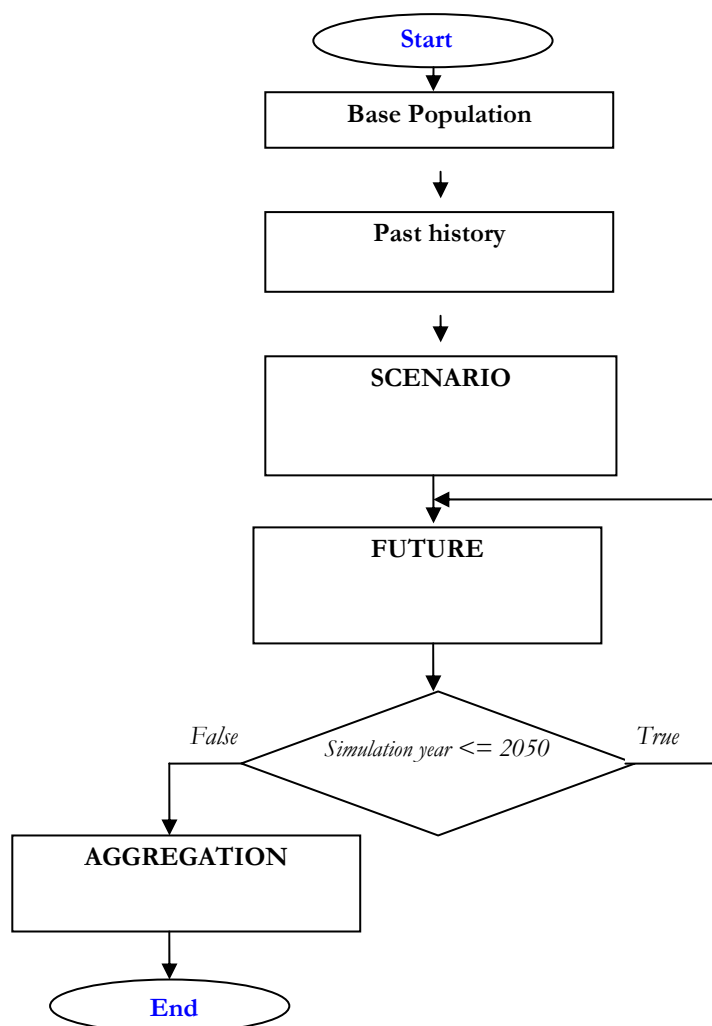 Start
Base Population
Past history
SCENARIO
FUTURE
False
Simulation year <= 2050
True
AGGREGATION
End